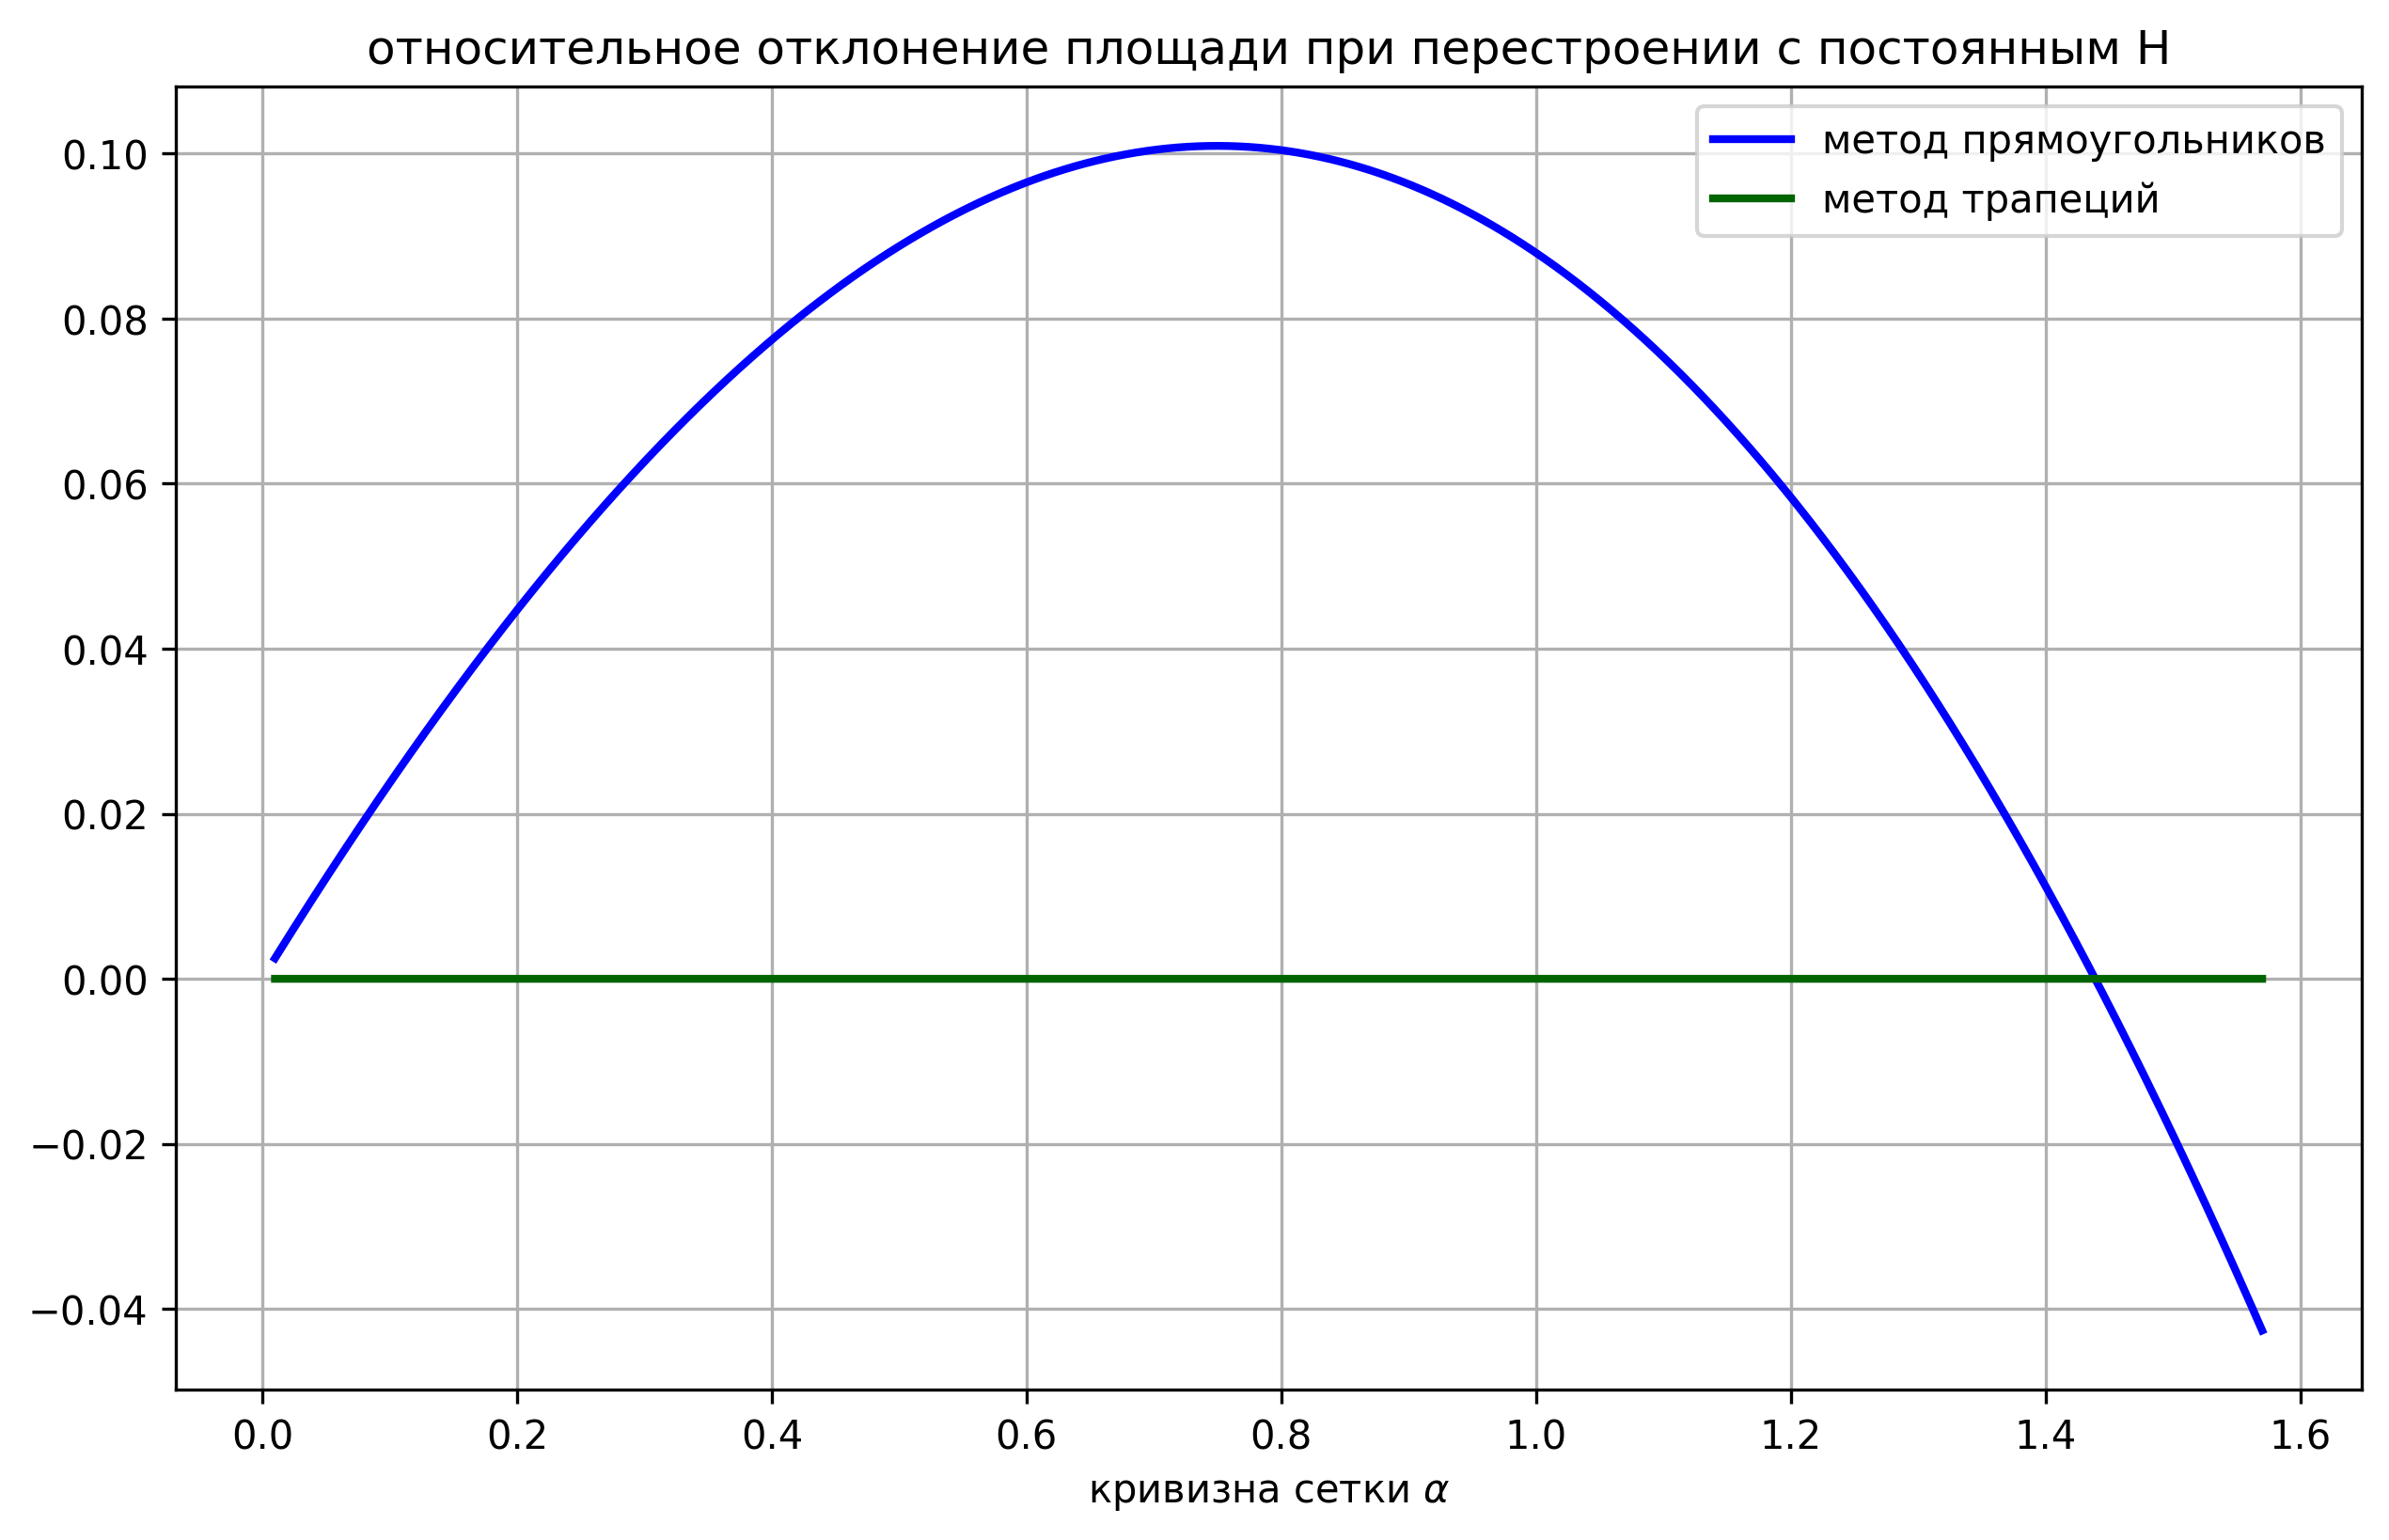 относительное отклонение площади при перестроении с постоянным H
метод прямоугольников
метод трапеций
0.10
0.08
0.06
0.04
0.02
0.00
−0.02
−0.04
0.0 0.2 0.4 0.6 0.8 1.0 1.2 1.4 1.6
кривизна сетки α